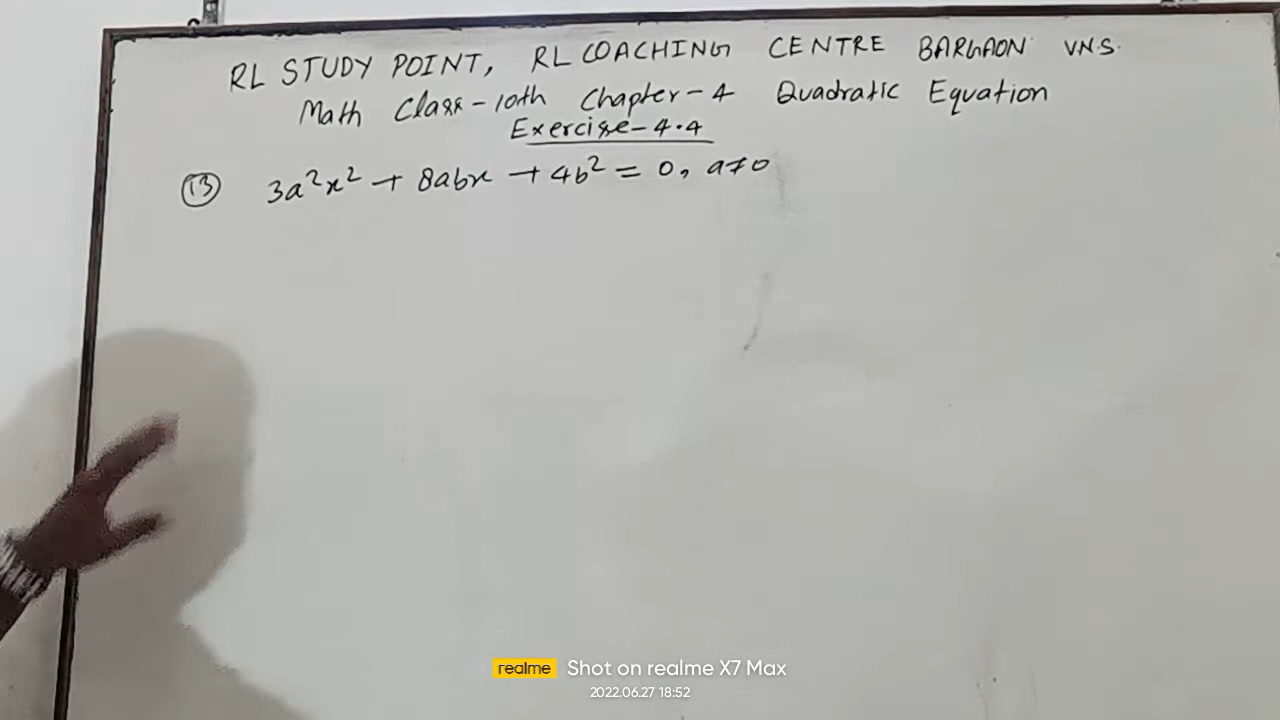 RL STUDY POINT, RL COACHING CENTRE BARGAON VNS.
Math Class-10th Chapter-4 Quadratic Equation
Exercise-4.4
(13) 3a²x² + 8abx + 4b² = 0, a≠0
realme Shot on realme X7 Max
2022.06.27 18:52